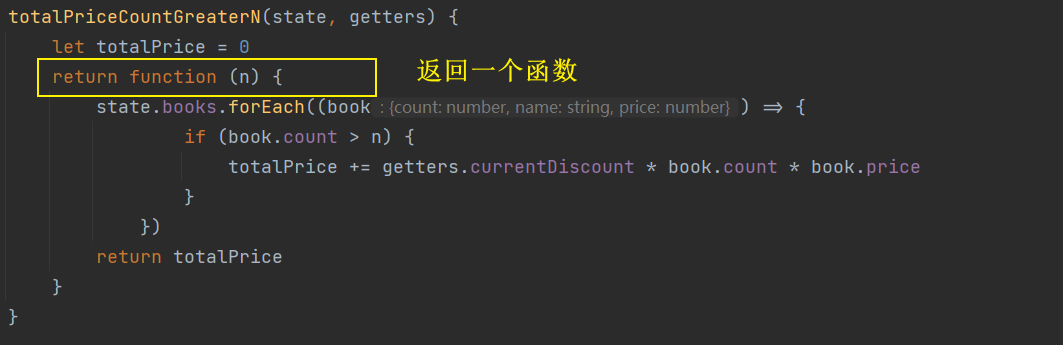 totalPriceCountGreaterN(state, getters) {
let totalPrice = 0
return function (n) { 返回一个函数
state.books.forEach((book : {count: number, name: string, price: number} ) => {
if (book.count > n) {
totalPrice += getters.currentDiscount * book.count * book.price
}
})
return totalPrice
}
}